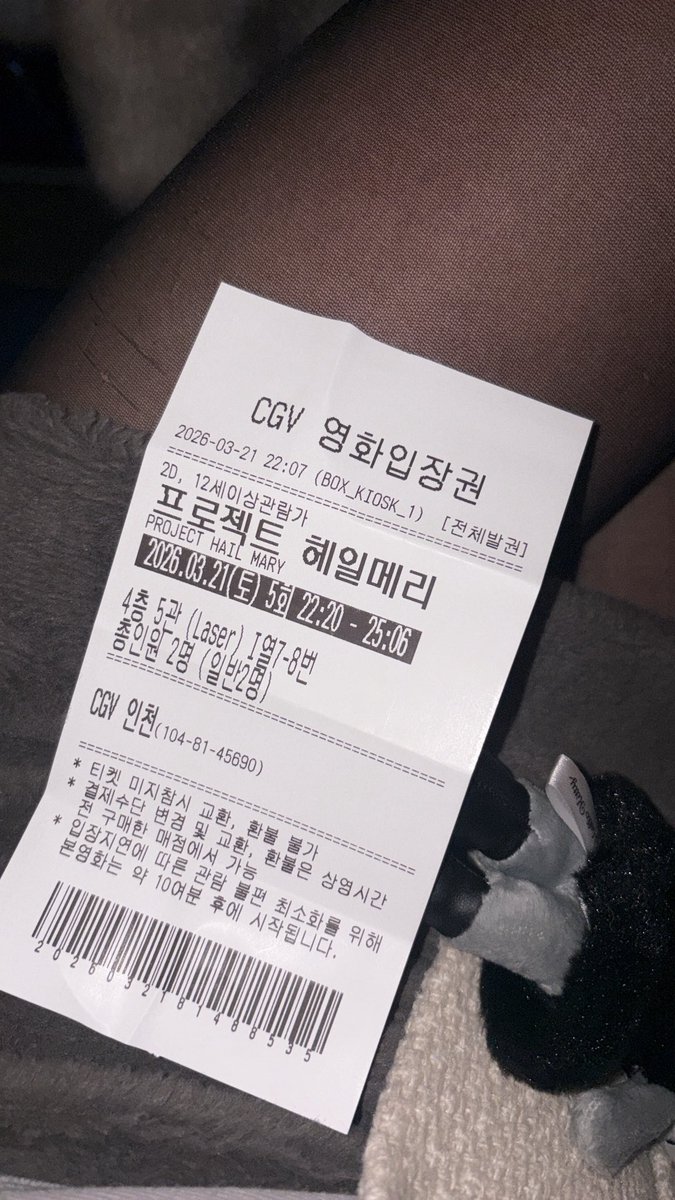 CGV 영화입장권
2026-03-21 22:07 (BOX_KIOSK_1) [전체발권]
2D, 12세이상관람가
프로젝트 헤일메리
PROJECT HAIL MARY
2026.03.21(토) 5회 22:20 - 25:06
4층 5관 (Laser) I열7-8번
총인원 2명 (일반2명)
CGV 인천(104-81-45690)
* 티켓 미지참시 교환, 환불 불가
* 결제수단 변경 및 교환, 환불은 상영시간
전 구매한 매점에서 가능
* 입장지연에 따른 관람 불편 최소화를 위해
본영화는 약 10여분 후에 시작됩니다.